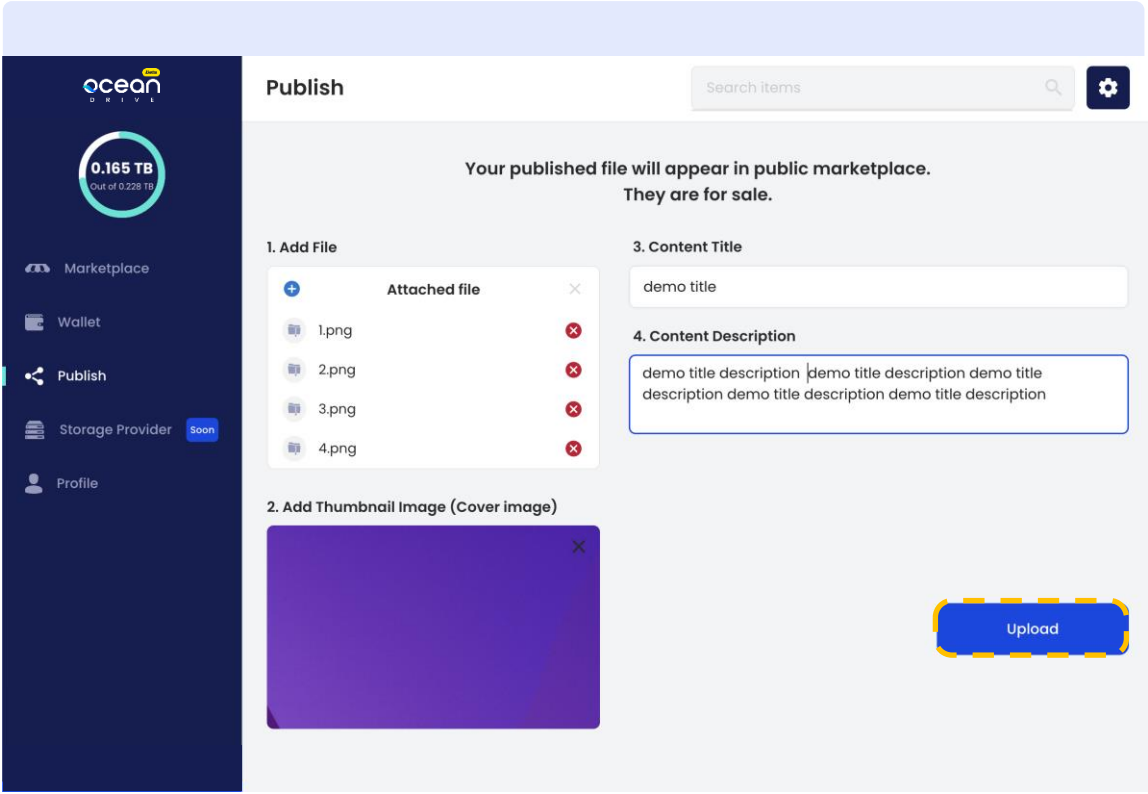 ocean
beta
DRIVE
Publish
Search items
0.165 TB
Out of 0.228 TB
Marketplace
Wallet
Publish
Storage Provider
Soon
Profile
Your published file will appear in public marketplace.
They are for sale.
1. Add File
Attached file
1.png
2.png
3.png
4.png
2. Add Thumbnail Image (Cover image)
3. Content Title
demo title
4. Content Description
demo title description demo title description demo title
description demo title description demo title description
Upload